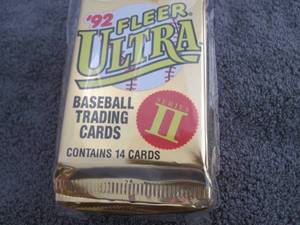 '92 FLEER
ULTRA
BASEBALL
TRADING
CARDS
SERIES
II
CONTAINS 14 CARDS